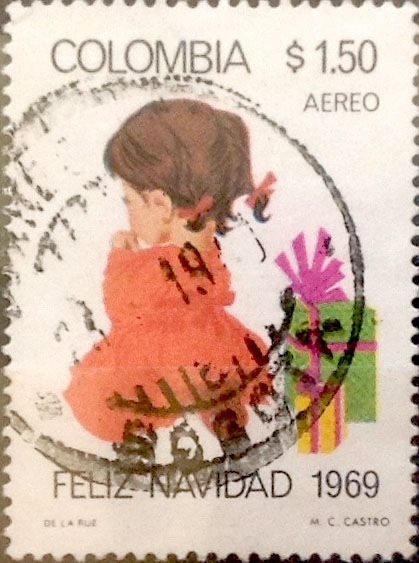 COLOMBIA $1.50
AEREO
FELIZ NAVIDAD 1969
DE LA RUE M. C. CASTRO